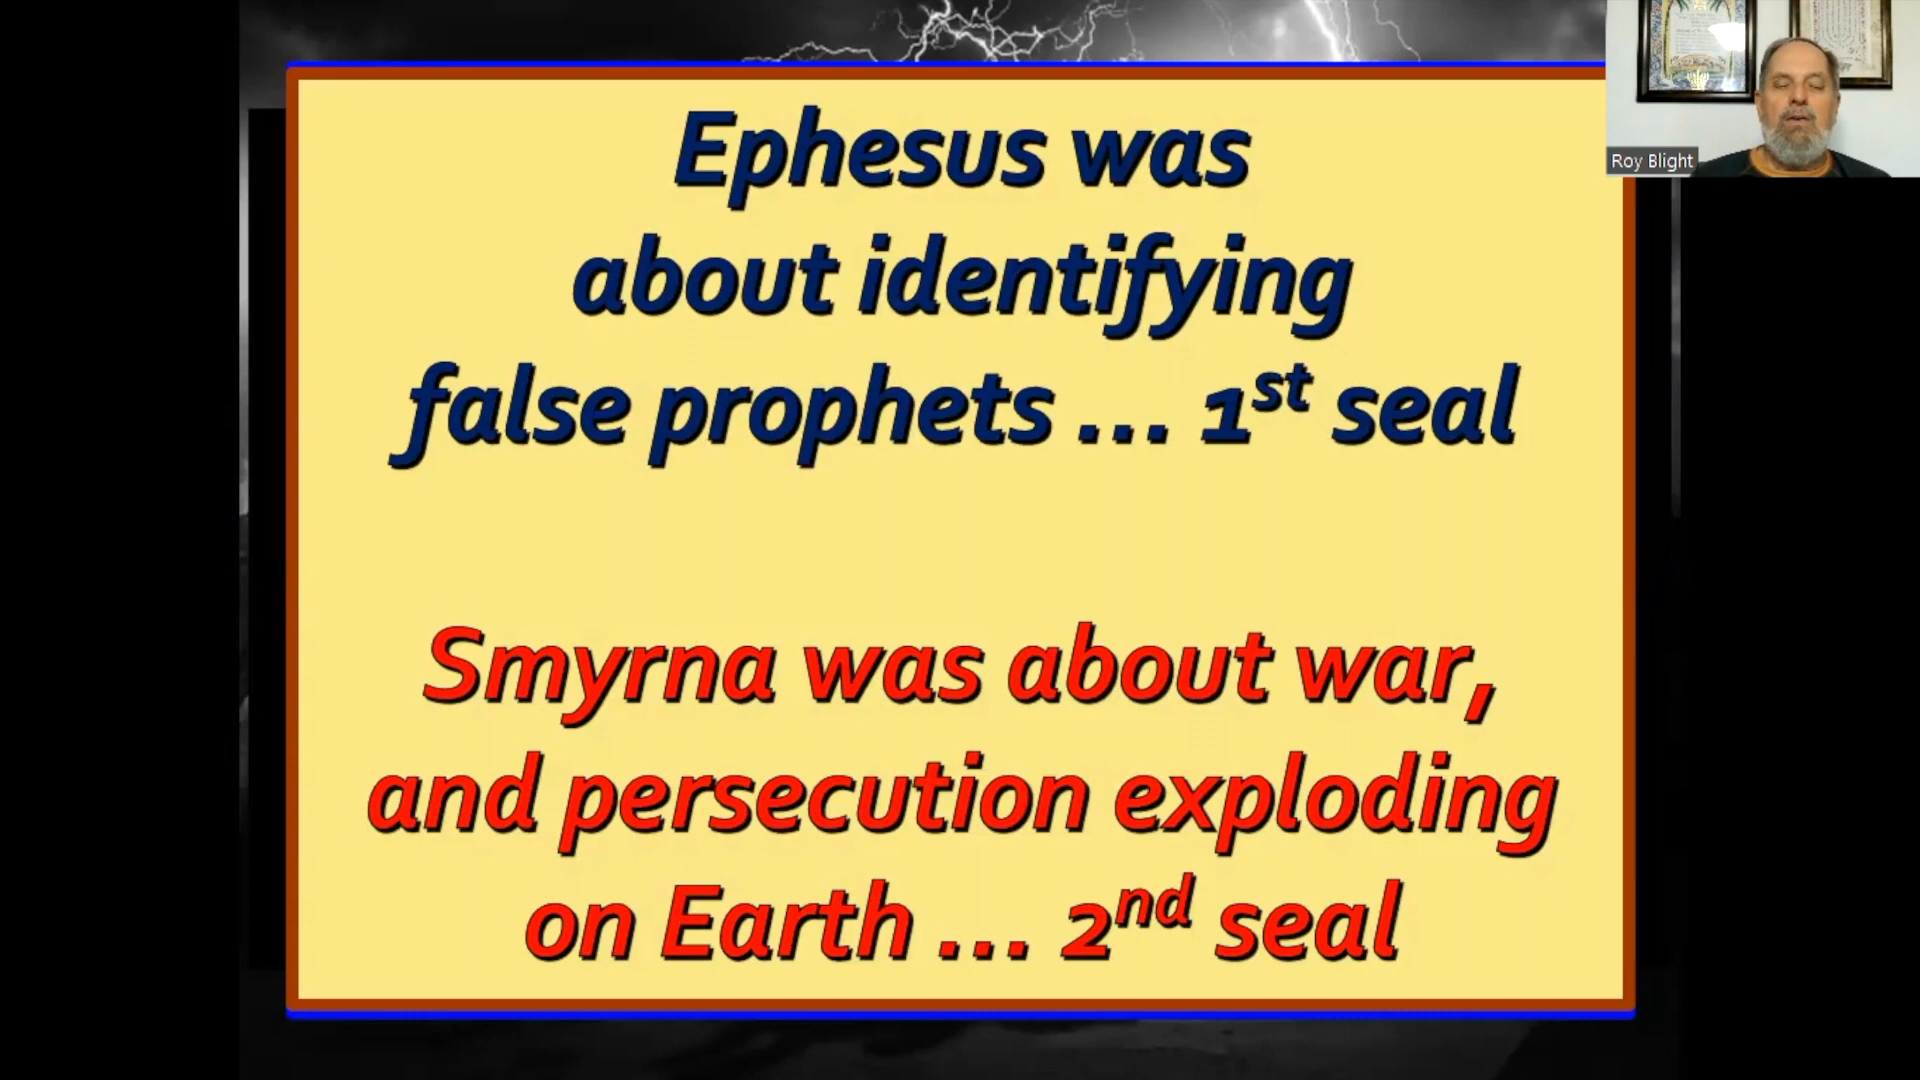 Ephesus was
about identifying
false prophets ... 1st seal
Smyrna was about war,
and persecution exploding
on Earth ... 2nd seal
Roy Blight